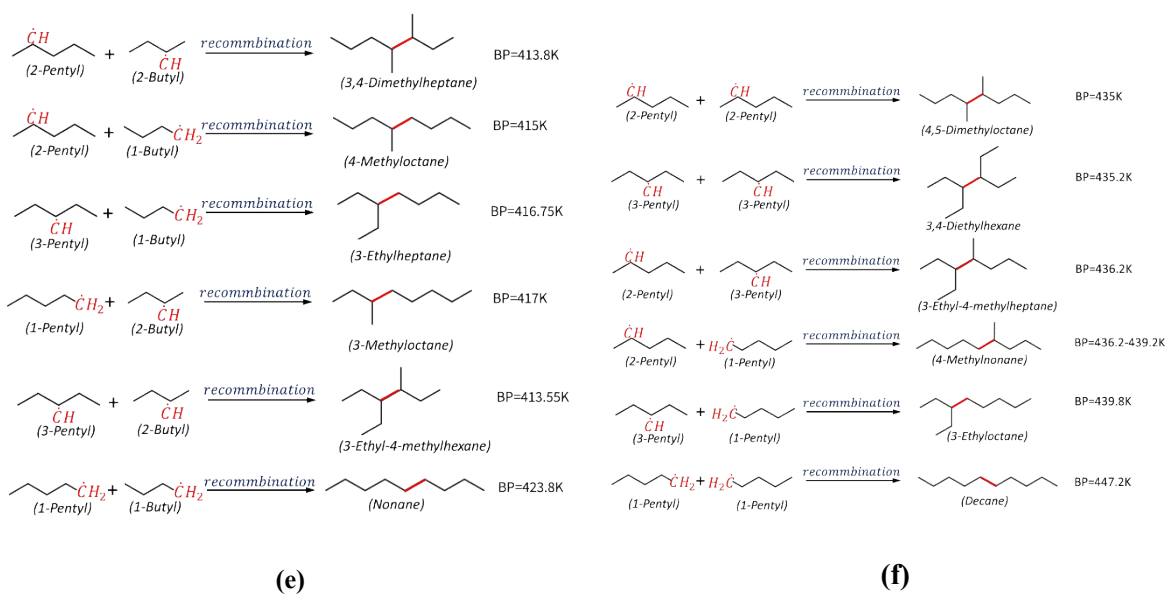 ĊH
recommbination
BP=413.8K
+
ĊH
(2-Pentyl)
(2-Butyl)
(3,4-Dimethylheptane)
ĊH
recommbination
BP=415K
+
ĊH₂
(2-Pentyl)
(1-Butyl)
(4-Methyloctane)
recommbination
BP=416.75K
+
ĊH₂
ĊH
(3-Pentyl)
(1-Butyl)
(3-Ethylheptane)
recommbination
BP=417K
ĊH₂
+
ĊH
(1-Pentyl)
(2-Butyl)
(3-Methyloctane)
recommbination
BP=413.55K
+
ĊH
ĊH
(3-Pentyl)
(2-Butyl)
(3-Ethyl-4-methylhexane)
recommbination
BP=423.8K
ĊH₂
+
ĊH₂
(1-Pentyl)
(1-Butyl)
(Nonane)
(e)
ĊH
ĊH
recommbination
BP=435K
+
(2-Pentyl)
(2-Pentyl)
(4,5-Dimethyloctane)
recommbination
BP=435.2K
+
ĊH
ĊH
(3-Pentyl)
(3-Pentyl)
3,4-Diethylhexane
ĊH
recommbination
BP=436.2K
+
ĊH
(2-Pentyl)
(3-Pentyl)
(3-Ethyl-4-methylheptane)
ĊH
recommbination
BP=436.2-439.2K
+
H₂Ċ
(2-Pentyl)
(1-Pentyl)
(4-Methylnonane)
recommbination
BP=439.8K
+
H₂Ċ
ĊH
(3-Pentyl)
(1-Pentyl)
(3-Ethyloctane)
recommbination
BP=447.2K
ĊH₂
+
H₂Ċ
(1-Pentyl)
(1-Pentyl)
(Decane)
(f)